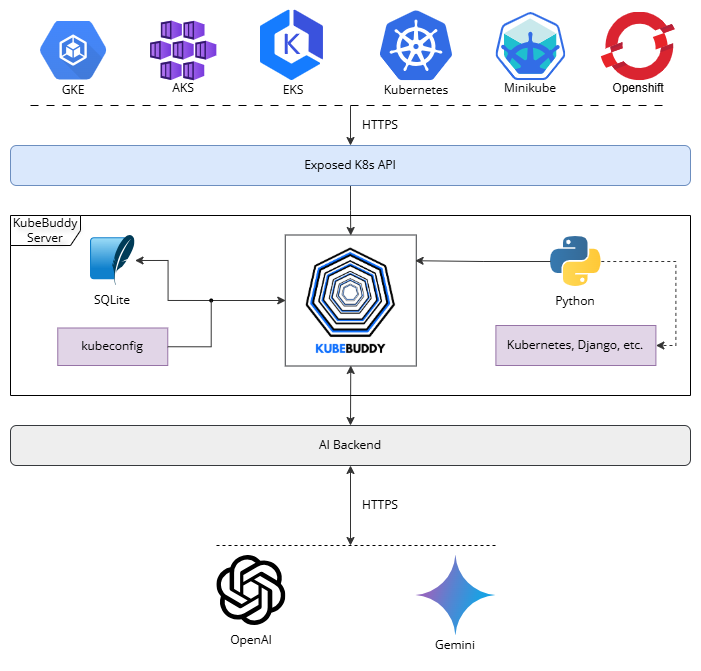 GKE
AKS
EKS
Kubernetes
Minikube
Openshift
HTTPS
Exposed K8s API
KubeBuddy
Server
SQLite
kubeconfig
K
KUBEBUDDY
Python
Kubernetes, Django, etc.
AI Backend
HTTPS
OpenAI
Gemini